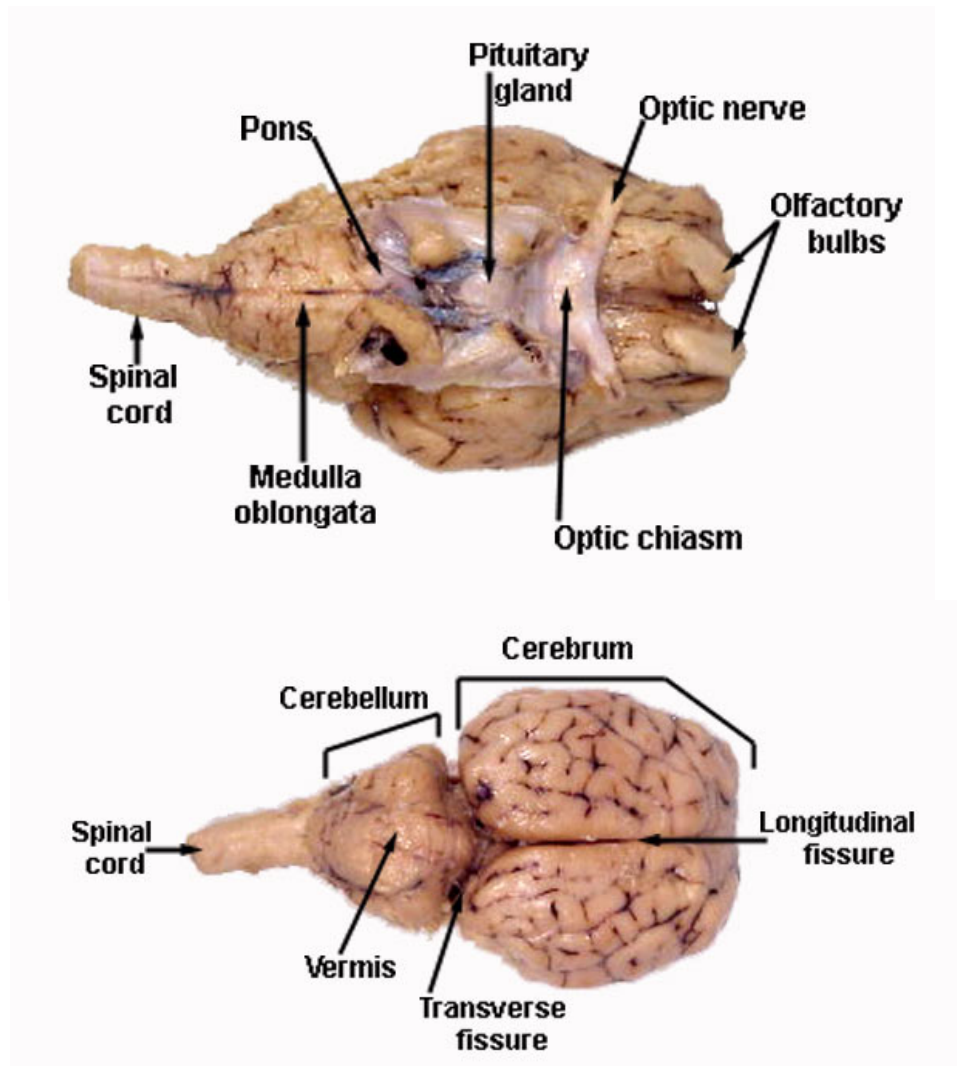 Pituitary
gland
Optic nerve
Pons
Olfactory
bulbs
Spinal
cord
Medulla
oblongata
Optic chiasm
Cerebrum
Cerebellum
Spinal
cord
Longitudinal
fissure
Vermis
Transverse
fissure